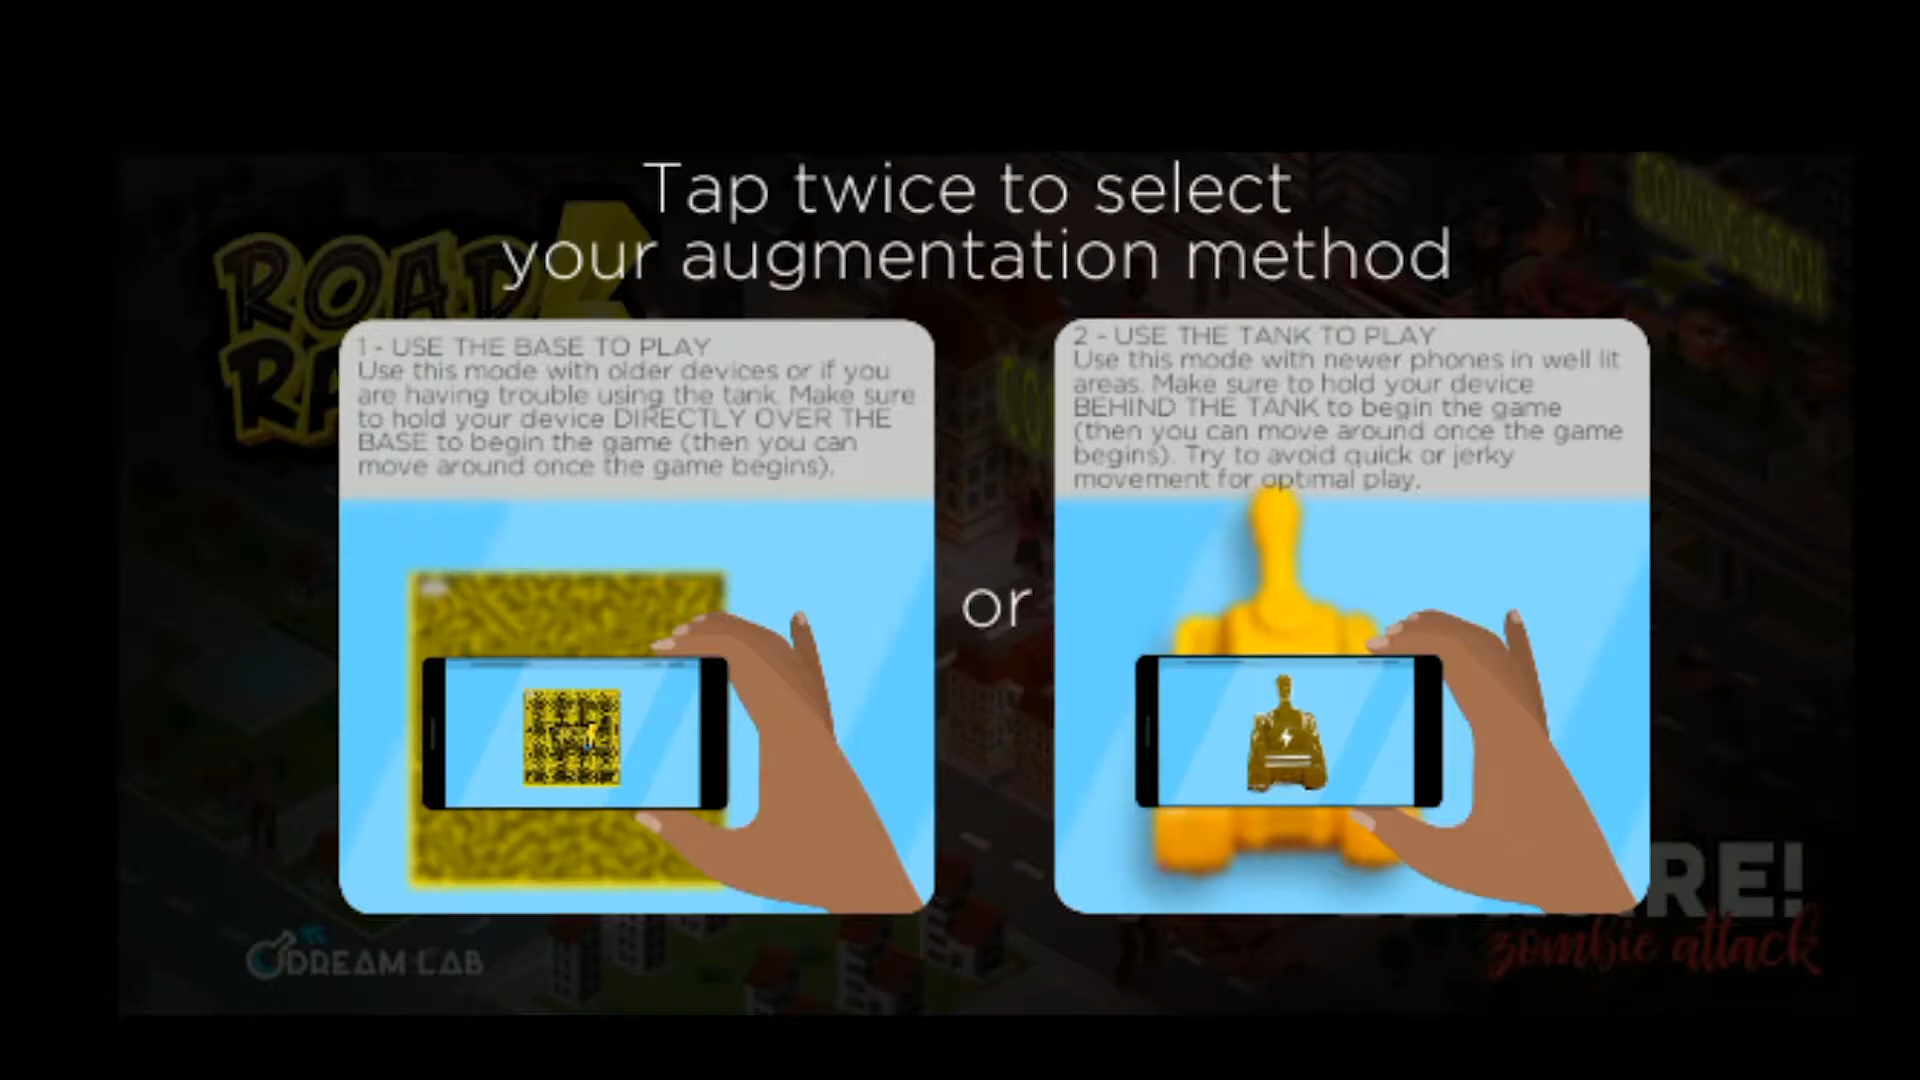 Tap twice to select
your augmentation method
1 - USE THE BASE TO PLAY
Use this mode with older devices or if you
are having trouble using the tank. Make sure
to hold your device DIRECTLY OVER THE
BASE to begin the game (then you can
move around once the game begins).
or
2 - USE THE TANK TO PLAY
Use this mode with newer phones in well lit
areas. Make sure to hold your device
BEHIND THE TANK to begin the game
(then you can move around once the game
begins). Try to avoid quick or jerky
movement for optimal play.
ROAD
COMING SOON
DREAM LAB
zombie attack